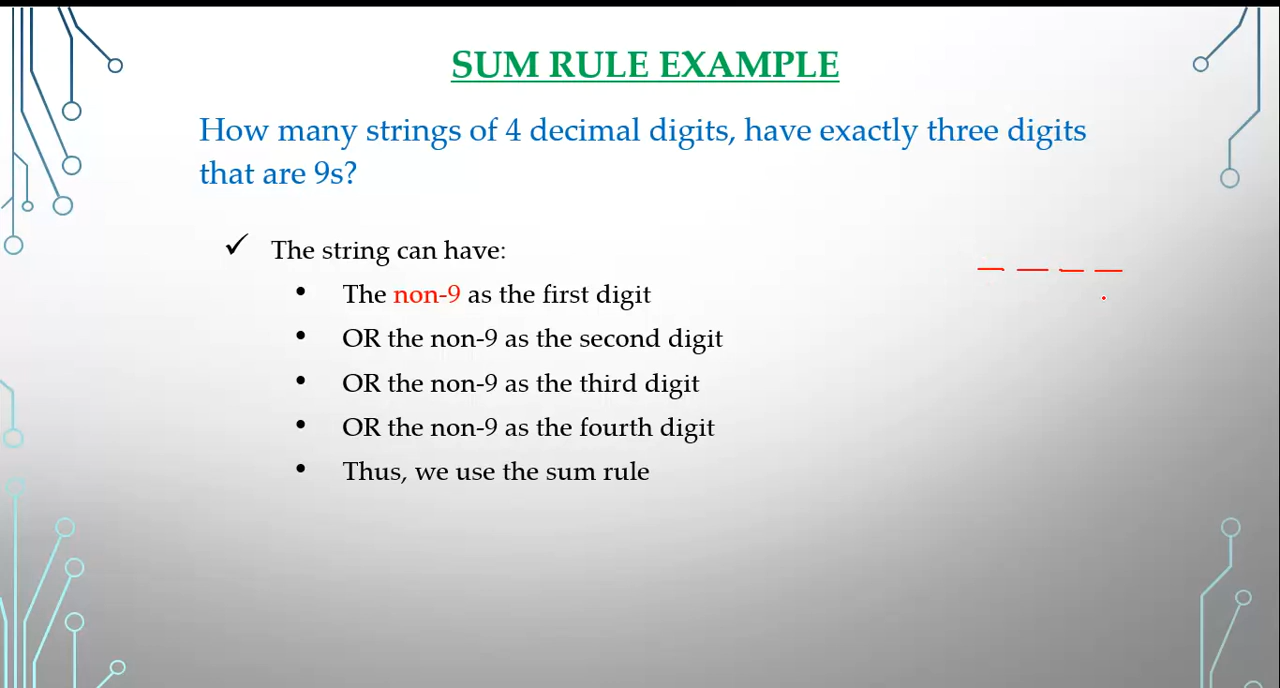 SUM RULE EXAMPLE
How many strings of 4 decimal digits, have exactly three digits
that are 9s?
✓ The string can have:
• The non-9 as the first digit
• OR the non-9 as the second digit
• OR the non-9 as the third digit
• OR the non-9 as the fourth digit
• Thus, we use the sum rule